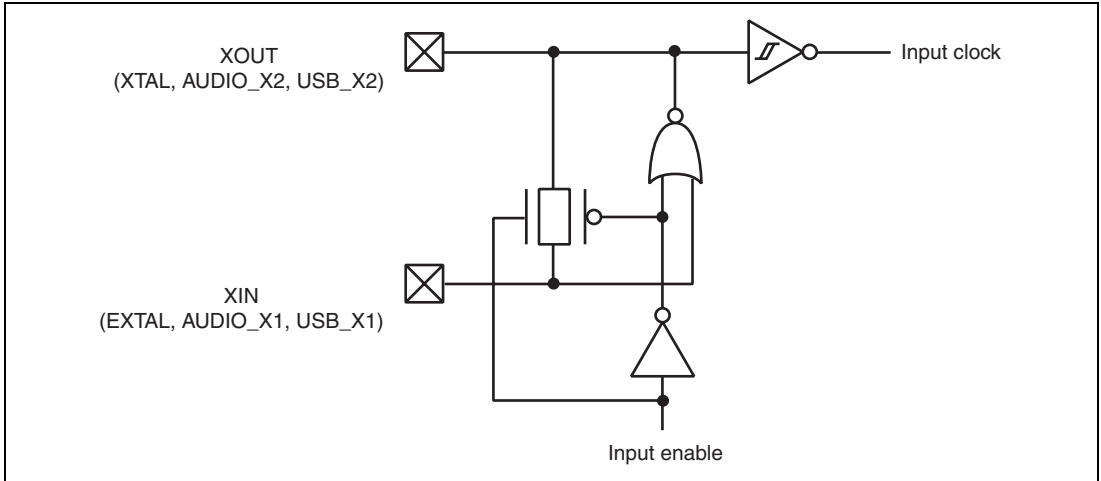 XOUT
(XTAL, AUDIO_X2, USB_X2)
Input clock
XIN
(EXTAL, AUDIO_X1, USB_X1)
Input enable